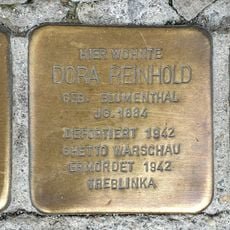 HIER WOHNTE
DORA REINHOLD
GEB. BLUMENTHAL
JG. 1884
DEPORTIERT 1942
GHETTO WARSCHAU
ERMORDET 1942
TREBLINKA